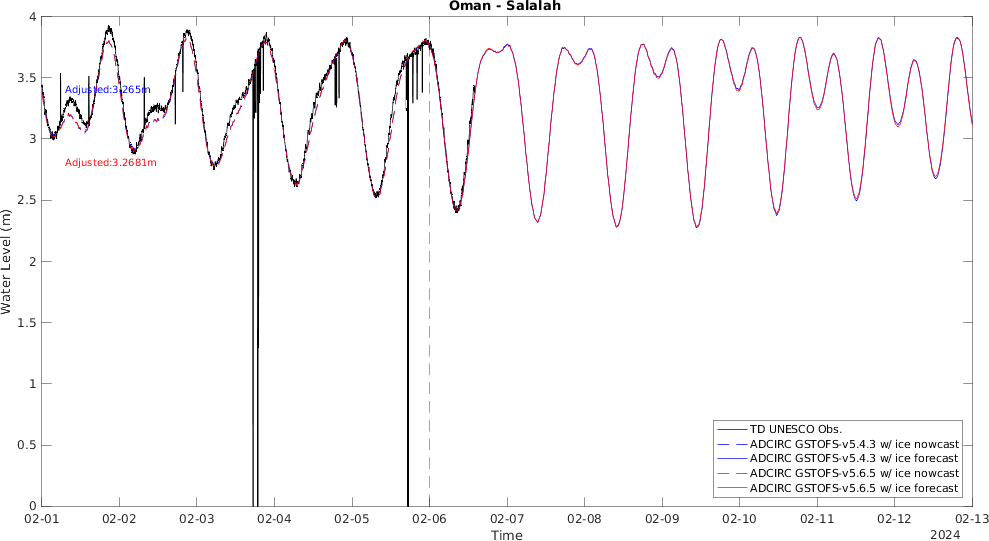 Oman - Salalah
4
3.5
3
2.5
2
1.5
1
0.5
0
Water Level (m)
Adjusted:3.265m
Adjusted:3.2681m
TD UNESCO Obs.
ADCIRC GSTOFS-v5.4.3 w/ ice nowcast
ADCIRC GSTOFS-v5.4.3 w/ ice forecast
ADCIRC GSTOFS-v5.6.5 w/ ice nowcast
ADCIRC GSTOFS-v5.6.5 w/ ice forecast
02-01 02-02 02-03 02-04 02-05 02-06 02-07 02-08 02-09 02-10 02-11 02-12 02-13
Time
2024